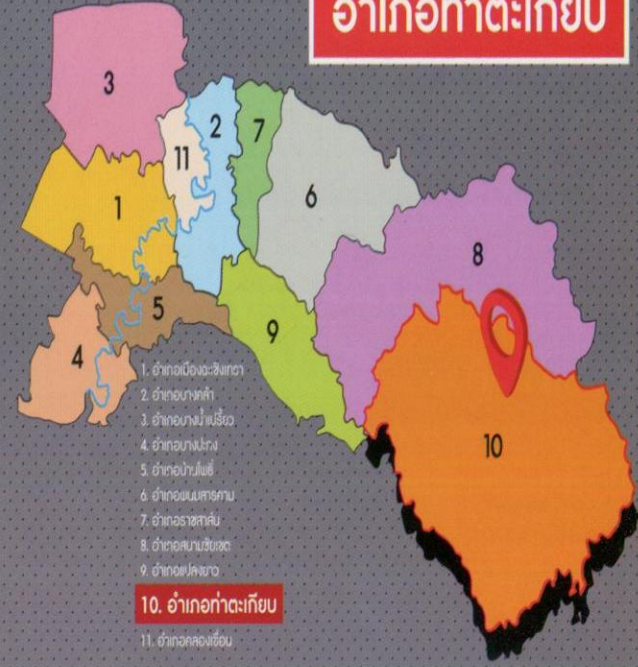 อำเภอท่าตะเกียบ
3
2
7
11
6
1
8
5
9
4
10
1. อำเภอเมืองฉะเชิงเทรา
2. อำเภอบางคล้า
3. อำเภอบางน้ำเปรี้ยว
4. อำเภอบางปะกง
5. อำเภอบ้านโพธิ์
6. อำเภอพนมสารคาม
7. อำเภอราชสาส์น
8. อำเภอสนามชัยเขต
9. อำเภอแปลงยาว
10. อำเภอท่าตะเกียบ
11. อำเภอคลองเขื่อน